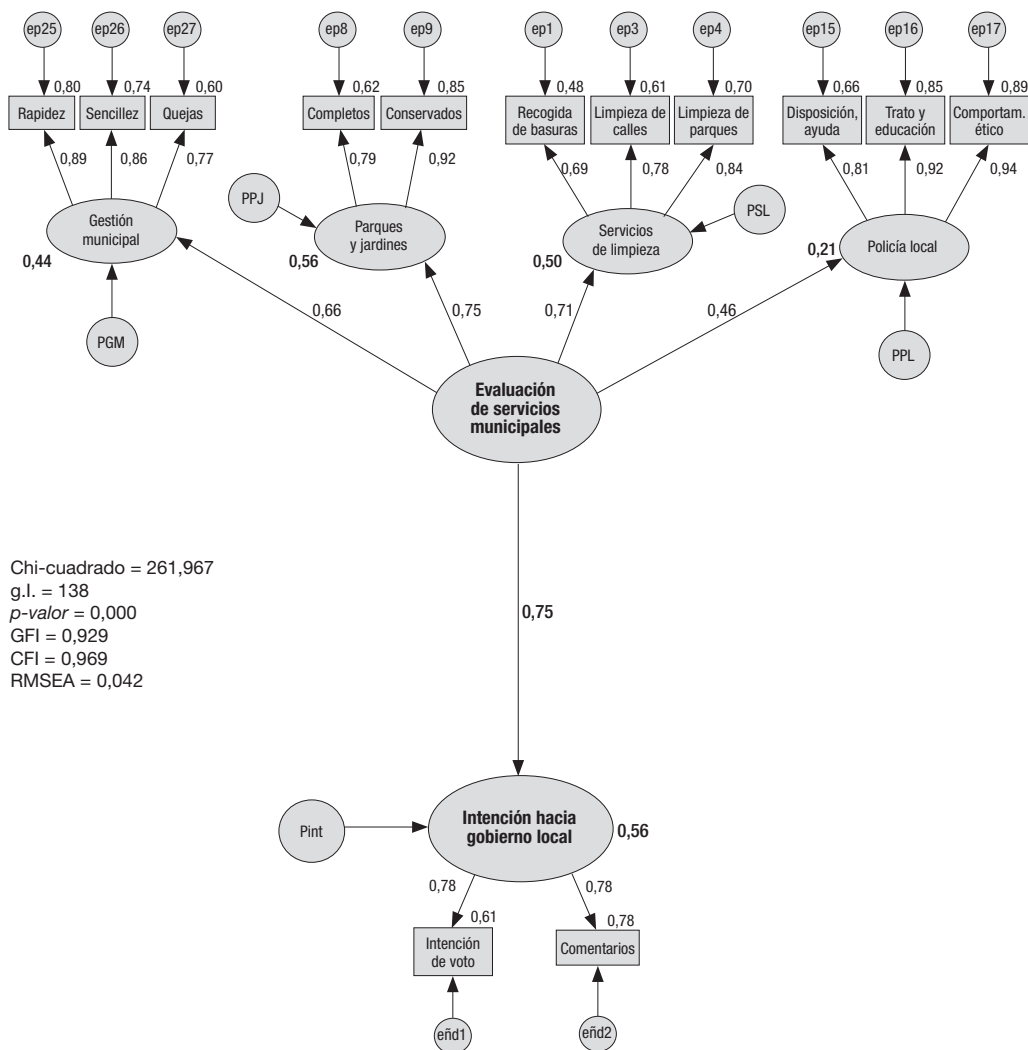 ep25 ep26 ep27 ep8 ep9 ep1 ep3 ep4 ep15 ep16 ep17
0,80 0,74 0,60 0,62 0,85 0,48 0,61 0,70 0,66 0,85 0,89
Rapidez Sencillez Quejas Completos Conservados
Recogida
de basuras
Limpieza de
calles
Limpieza de
parques
Disposición,
ayuda
Trato y
educación
Comportam.
ético
0,89 0,86 0,77 0,79 0,92 0,69 0,78 0,84 0,81 0,92 0,94
PPJ
PSL
Gestión
municipal
Parques
y jardines
Servicios
de limpieza
Policía local
0,44 0,56 0,50 0,21
0,66 0,75 0,71 0,46
PGM
PPL
Evaluación
de servicios
municipales
Chi-cuadrado = 261,967
g.l. = 138
p-valor = 0,000
GFI = 0,929
CFI = 0,969
RMSEA = 0,042
0,75
Pint
Intención hacia
gobierno local
0,56
0,78 0,78
0,61 0,78
Intención
de voto
Comentarios
eñd1 eñd2